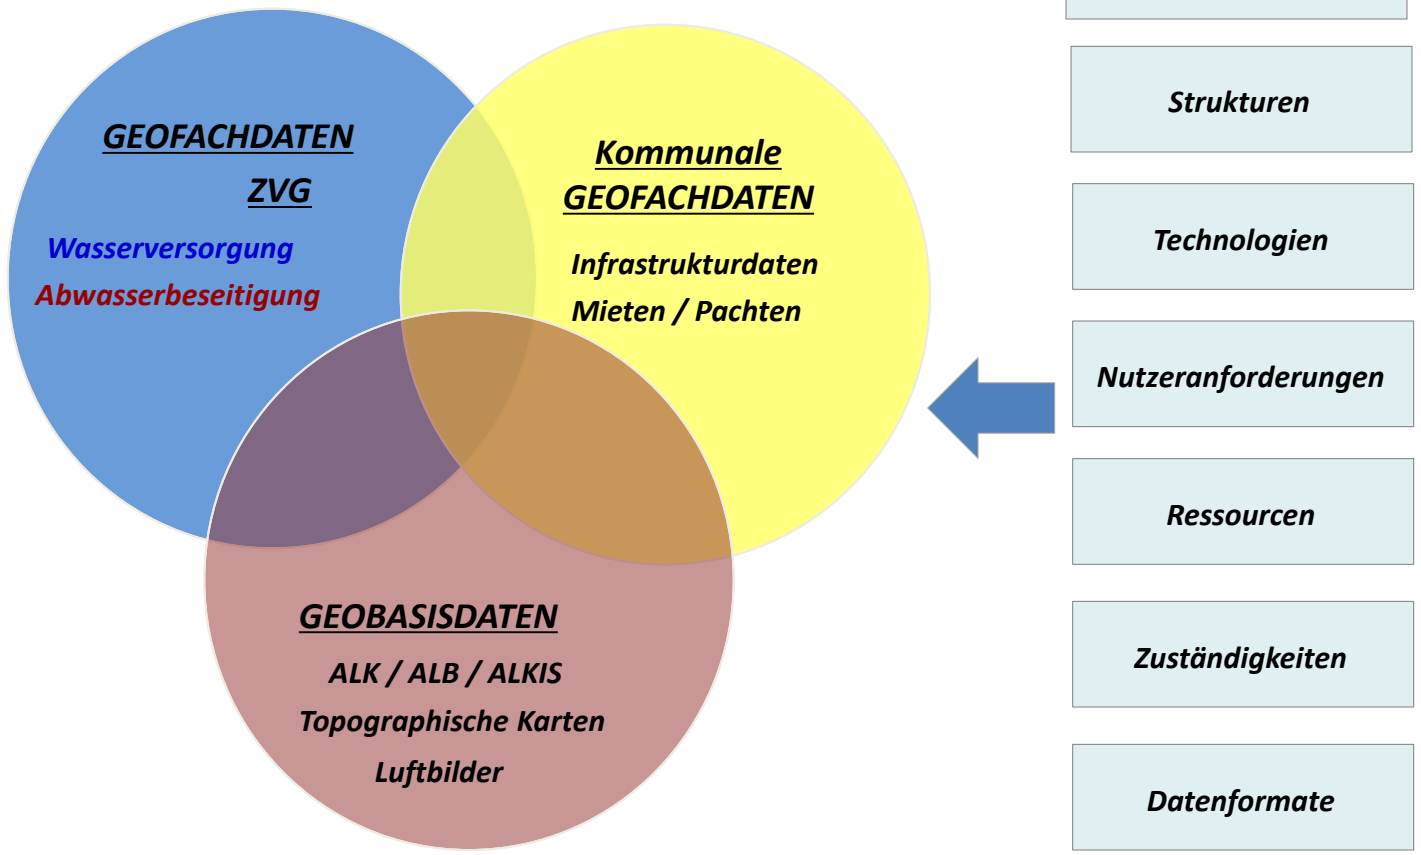 GEOFACHDATEN
ZVG
Wasserversorgung
Abwasserbeseitigung
Kommunale
GEOFACHDATEN
Infrastrukturdaten
Mieten / Pachten
GEOBASISDATEN
ALK / ALB / ALKIS
Topographische Karten
Luftbilder
Strukturen
Technologien
Nutzeranforderungen
Ressourcen
Zuständigkeiten
Datenformate